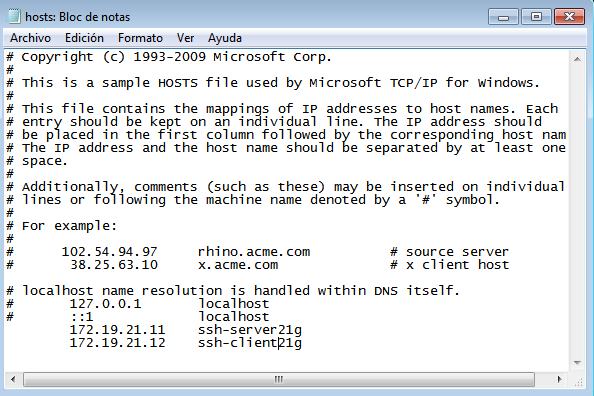 hosts: Bloc de notas
Archivo Edición Formato Ver Ayuda
# Copyright (c) 1993-2009 Microsoft Corp.
#
# This is a sample HOSTS file used by Microsoft TCP/IP for Windows.
#
# This file contains the mappings of IP addresses to host names. Each
# entry should be kept on an individual line. The IP address should
# be placed in the first column followed by the corresponding host nam
# The IP address and the host name should be separated by at least one
# space.
#
# Additionally, comments (such as these) may be inserted on individual
# lines or following the machine name denoted by a '#' symbol.
#
# For example:
#
#      102.54.94.97     rhino.acme.com          # source server
#       38.25.63.10     x.acme.com              # x client host

# localhost name resolution is handled within DNS itself.
#       127.0.0.1       localhost
#       ::1             localhost
        172.19.21.11    ssh-server21g
        172.19.21.12    ssh-client21g